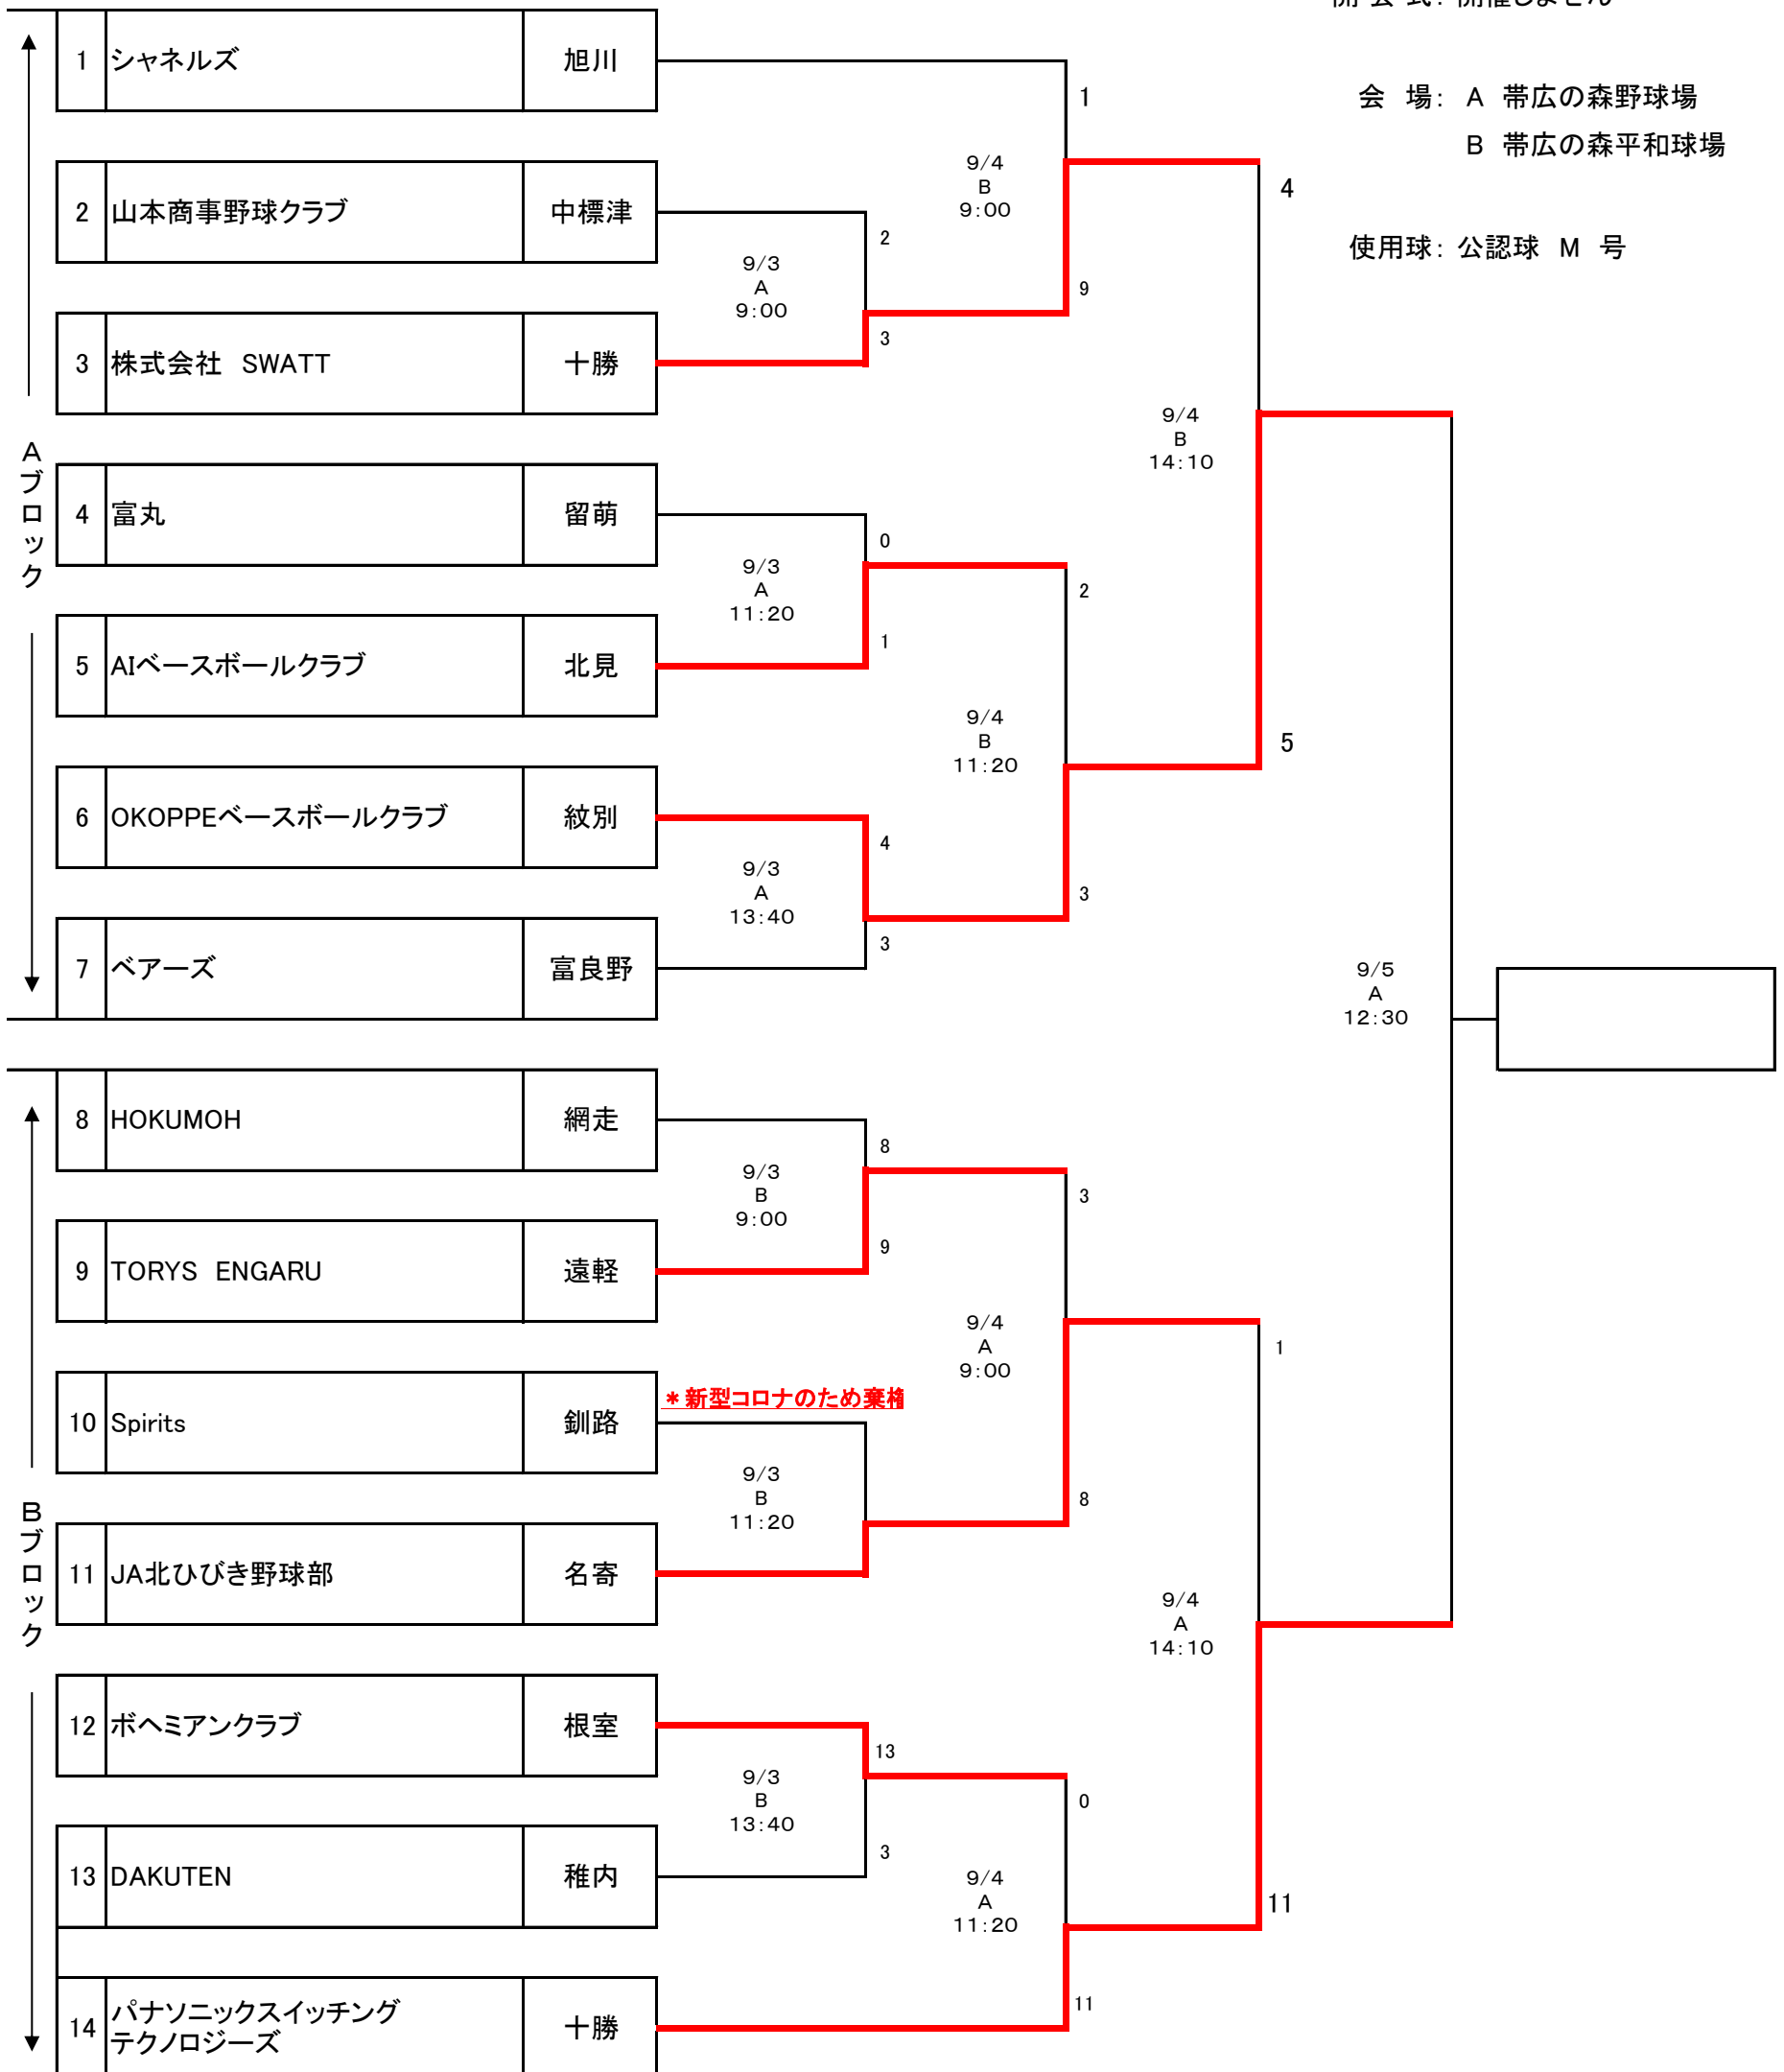 開 会 式： 開催しません
1 シャネルズ 旭川
1
会 場： A 帯広の森野球場
B 帯広の森平和球場
9/4
B
9:00
4
2 山本商事野球クラブ 中標津
2
使用球： 公認球 M 号
9/3
A
9:00
9
3
3 株式会社 SWATT 十勝
9/4
B
14:10
Aブロック
4 富丸 留萌
0
9/3
A
11:20
2
1
5 AIベースボールクラブ 北見
9/4
B
11:20
5
6 OKOPPEベースボールクラブ 紋別
4
9/3
A
13:40
3
3
7 ベアーズ 富良野
9/5
A
12:30
8 HOKUMOH 網走
8
9/3
B
9:00
3
9
9 TORYS ENGARU 遠軽
9/4
A
9:00
1
＊新型コロナのため棄権
10 Spirits 釧路
9/3
B
11:20
8
Bブロック
11 JA北ひびき野球部 名寄
9/4
A
14:10
12 ボヘミアンクラブ 根室
13
9/3
B
13:40
0
3
13 DAKUTEN 稚内
9/4
A
11:20
11
11
14 パナソニックスイッチング
テクノロジーズ 十勝